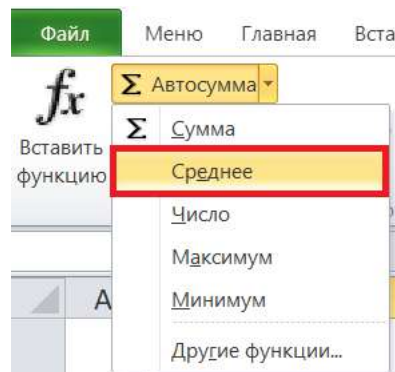 Файл Меню Главная Вста
fx Σ Автосумма
Вставить
функцию
Σ Сумма
Среднее
Число
Максимум
Минимум
Другие функции...
A